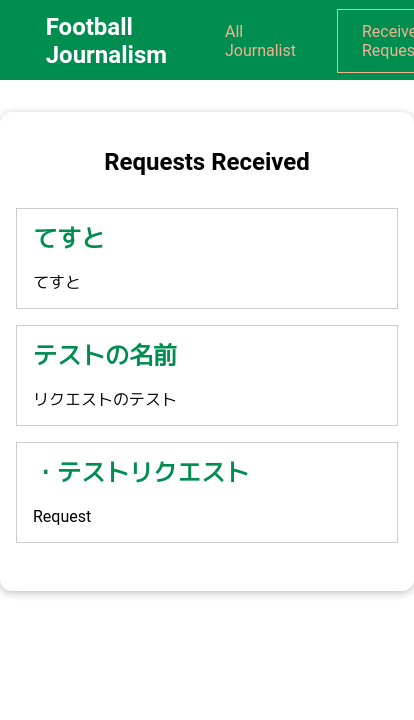 Football
Journalism
All
Journalist
Receive
Reques
Requests Received
てすと
てすと
テストの名前
リクエストのテスト
・テストリクエスト
Request